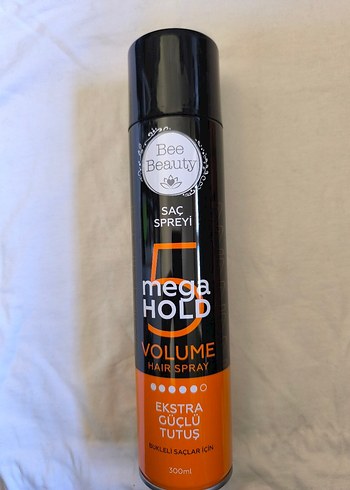 Bee
Beauty
SAÇ
SPREYİ
5
mega
HOLD
VOLUME
HAIR SPRAY
EKSTRA
GÜÇLÜ
TUTUŞ
BUKLELİ SAÇLAR İÇİN
300ml